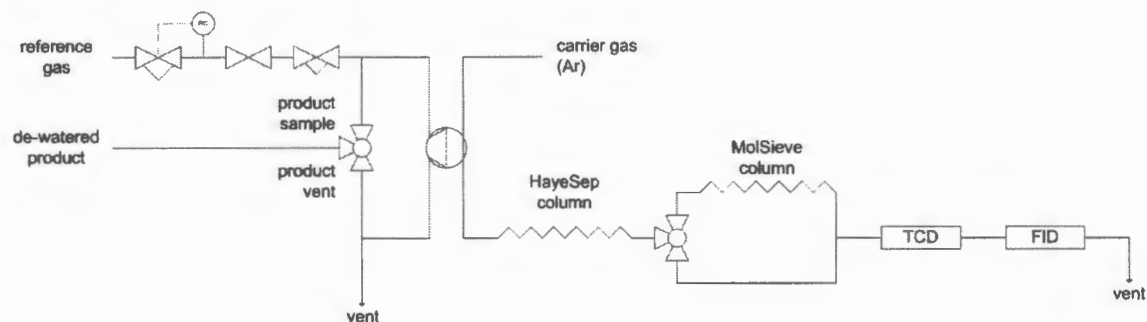 reference
gas
carrier gas
(Ar)
product
sample
de-watered
product
product
vent
MolSieve
column
HayeSep
column
TCD
FID
vent
vent